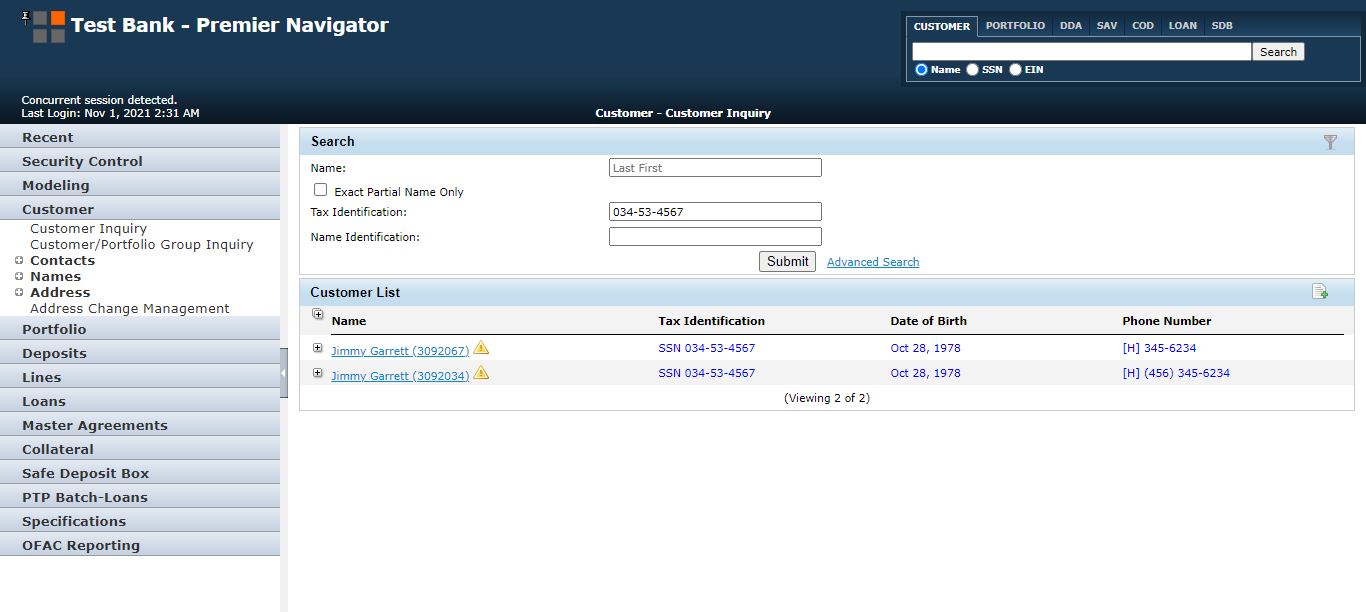 Test Bank - Premier Navigator
CUSTOMER PORTFOLIO DDA SAV COD LOAN SDB
Search
Name SSN EIN
Concurrent session detected.
Last Login: Nov 1, 2021 2:31 AM
Customer - Customer Inquiry
Recent
Security Control
Modeling
Customer
Customer Inquiry
Customer/Portfolio Group Inquiry
Contacts
Names
Address
Address Change Management
Portfolio
Deposits
Lines
Loans
Master Agreements
Collateral
Safe Deposit Box
PTP Batch-Loans
Specifications
OFAC Reporting
Search
Name: Last First
Exact Partial Name Only
Tax Identification: 034-53-4567
Name Identification:
Submit Advanced Search
Customer List
Name Tax Identification Date of Birth Phone Number
Jimmy Garrett (3092067) SSN 034-53-4567 Oct 28, 1978 [H] 345-6234
Jimmy Garrett (3092034) SSN 034-53-4567 Oct 28, 1978 [H] (456) 345-6234
(Viewing 2 of 2)